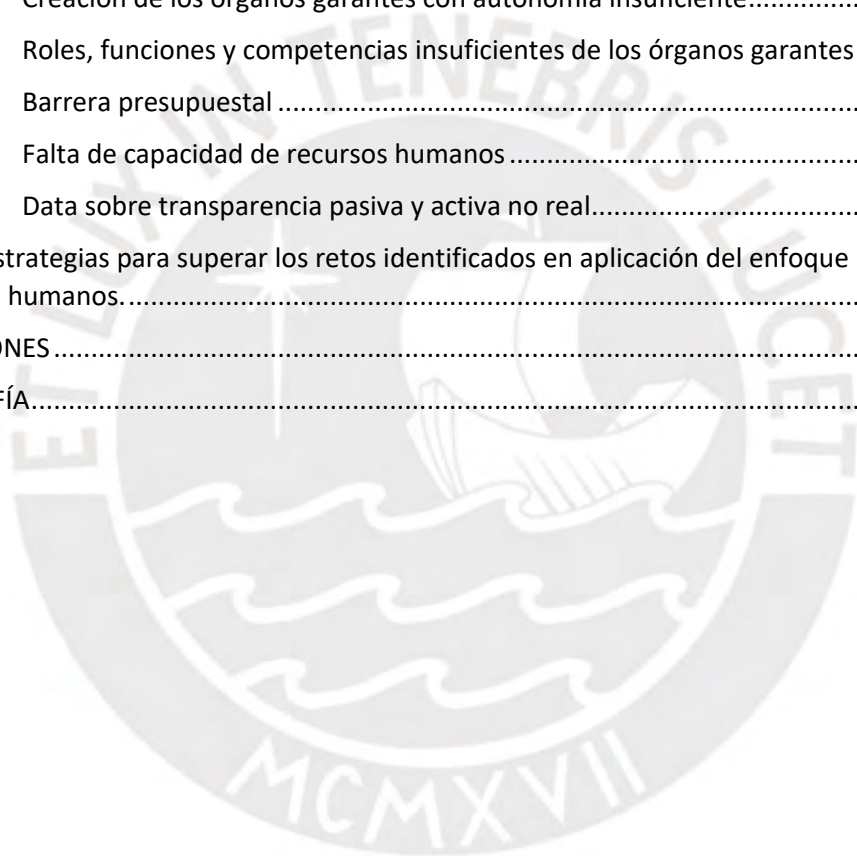 Creación de los órganos garantes con autonomía insuficiente..................
Roles, funciones y competencias insuficientes de los órganos garantes
Barrera presupuestal ..................................................................................
Falta de capacidad de recursos humanos ..................................................
Data sobre transparencia pasiva y activa no real.......................................
strategias para superar los retos identificados en aplicación del enfoque
humanos. ....................................................................................................
ONES ..........................................................................................................
FÍA...............................................................................................................
ET LUX IN TENEBRIS LUCET
MCMXVII